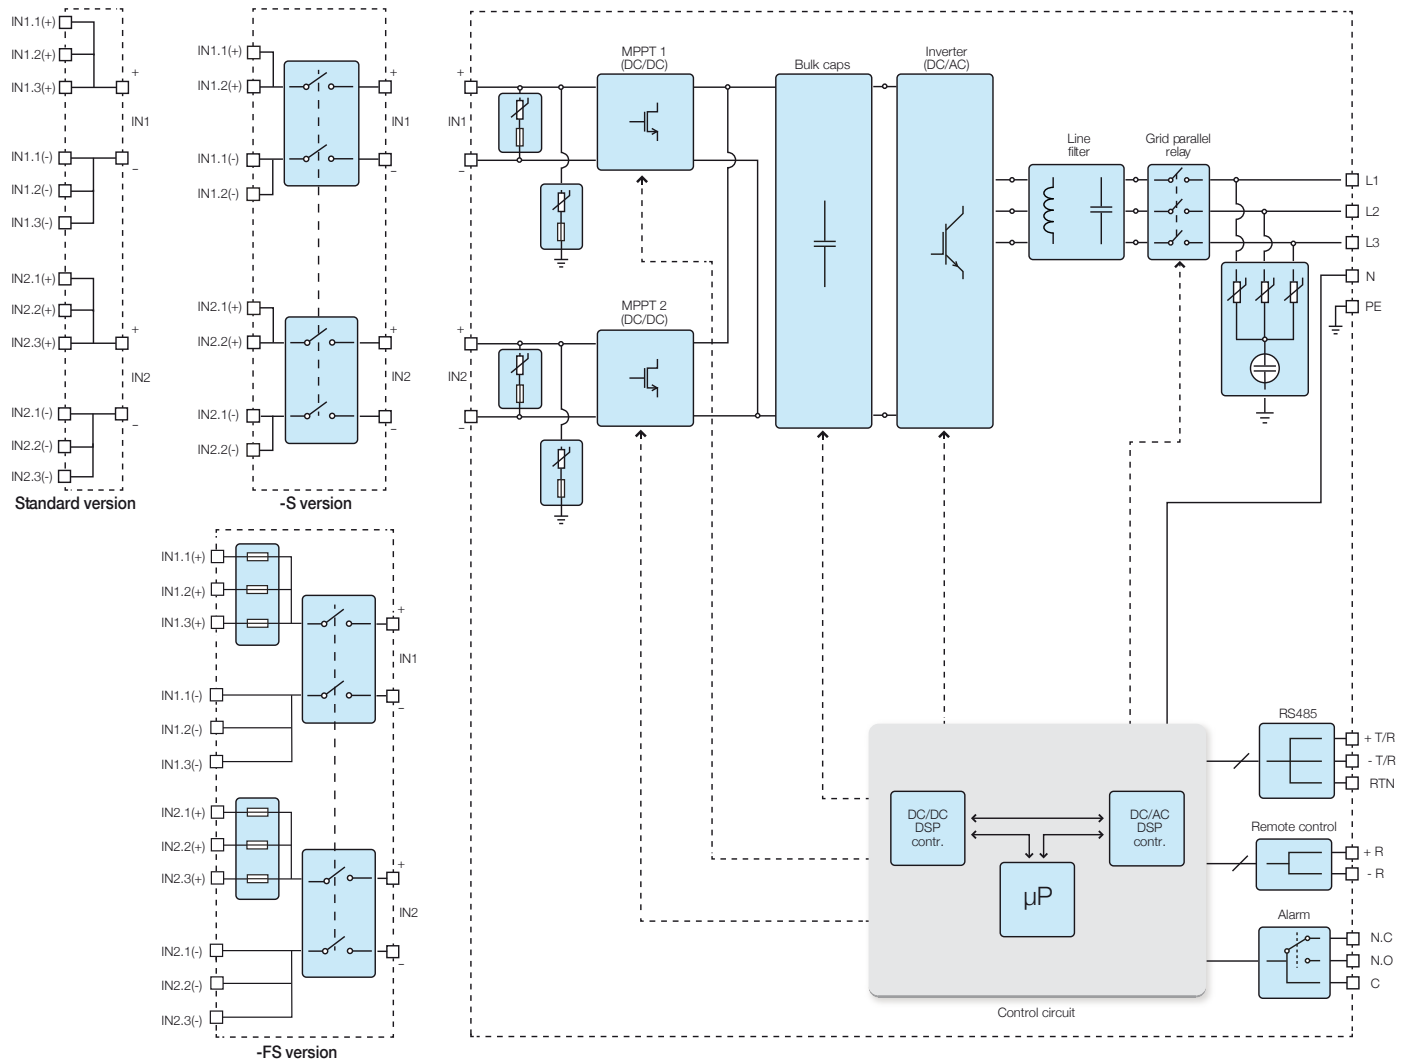 IN1.1(+)
IN1.2(+)
IN1.3(+)
+
IN1
IN1.1(-)
–
IN1.2(-)
IN1.3(-)
IN2.1(+)
IN2.2(+)
+
IN2.3(+)
IN2
IN2.1(-)
–
IN2.2(-)
IN2.3(-)
Standard version
IN1.1(+)
+
IN1.2(+)
IN1
IN1.1(-)
–
IN1.2(-)
IN2.1(+)
+
IN2.2(+)
IN2
IN2.1(-)
–
IN2.2(-)
-S version
IN1.1(+)
IN1.2(+)
+
IN1.3(+)
IN1
IN1.1(-)
–
IN1.2(-)
IN1.3(-)
IN2.1(+)
IN2.2(+)
+
IN2.3(+)
IN2
IN2.1(-)
–
IN2.2(-)
IN2.3(-)
-FS version
+
IN1
–
+
IN2
–
MPPT 1
(DC/DC)
MPPT 2
(DC/DC)
Bulk caps
Inverter
(DC/AC)
Line
filter
Grid parallel
relay
L1
L2
L3
N
PE
DC/DC
DSP
contr.
DC/AC
DSP
contr.
µP
Control circuit
RS485
+ T/R
- T/R
RTN
Remote control
+ R
- R
Alarm
N.C
N.O
C